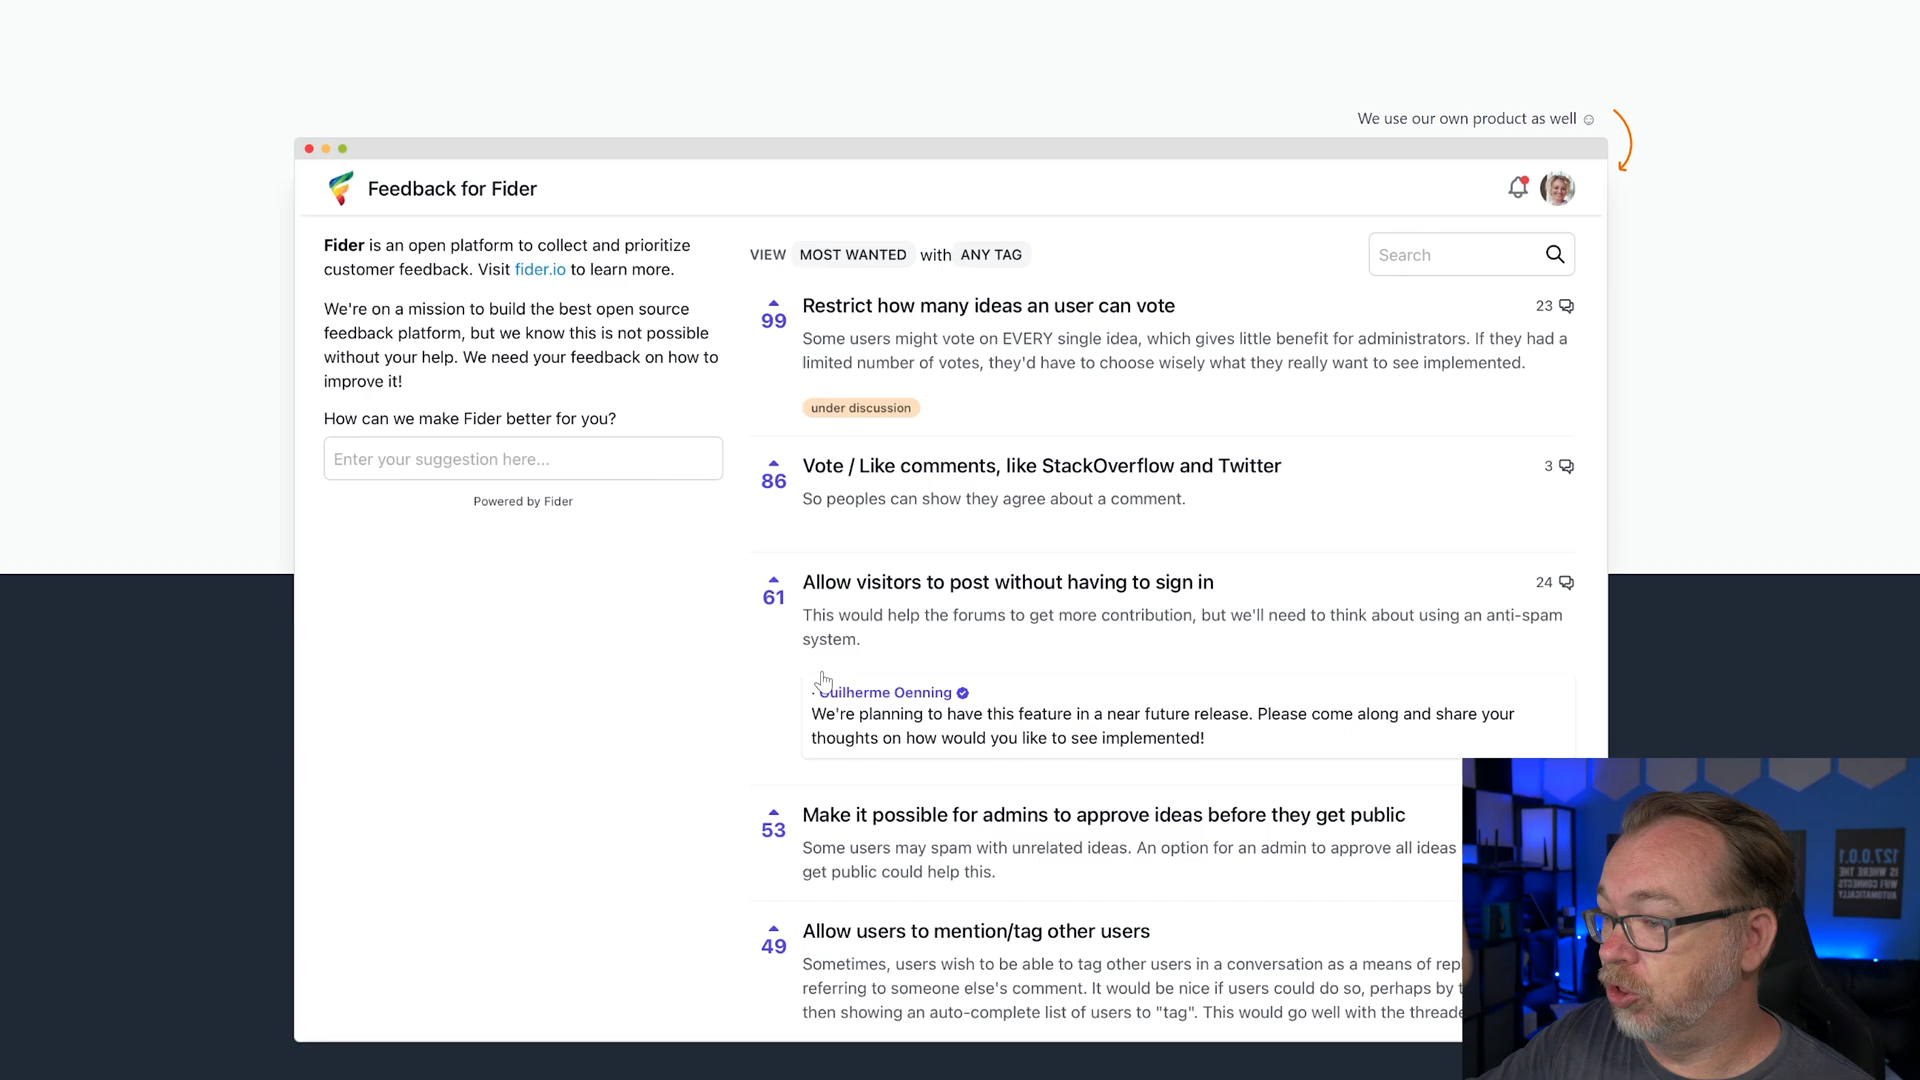 We use our own product as well ☺
Feedback for Fider
Fider is an open platform to collect and prioritize
customer feedback. Visit fider.io to learn more.
We're on a mission to build the best open source
feedback platform, but we know this is not possible
without your help. We need your feedback on how to
improve it!
How can we make Fider better for you?
Enter your suggestion here...
Powered by Fider
VIEW MOST WANTED with ANY TAG
Search
99
Restrict how many ideas an user can vote
23
Some users might vote on EVERY single idea, which gives little benefit for administrators. If they had a
limited number of votes, they'd have to choose wisely what they really want to see implemented.
under discussion
86
Vote / Like comments, like StackOverflow and Twitter
3
So peoples can show they agree about a comment.
61
Allow visitors to post without having to sign in
24
This would help the forums to get more contribution, but we'll need to think about using an anti-spam
system.
· Guilherme Oenning
We're planning to have this feature in a near future release. Please come along and share your
thoughts on how would you like to see implemented!
53
Make it possible for admins to approve ideas before they get public
Some users may spam with unrelated ideas. An option for an admin to approve all ideas
get public could help this.
49
Allow users to mention/tag other users
Sometimes, users wish to be able to tag other users in a conversation as a means of
referring to someone else's comment. It would be nice if users could do so, perhaps by
then showing an auto-complete list of users to "tag". This would go well with the
127.0.0.1
IS WHERE THE
WIFI CONNECTS
AUTOMATICALLY